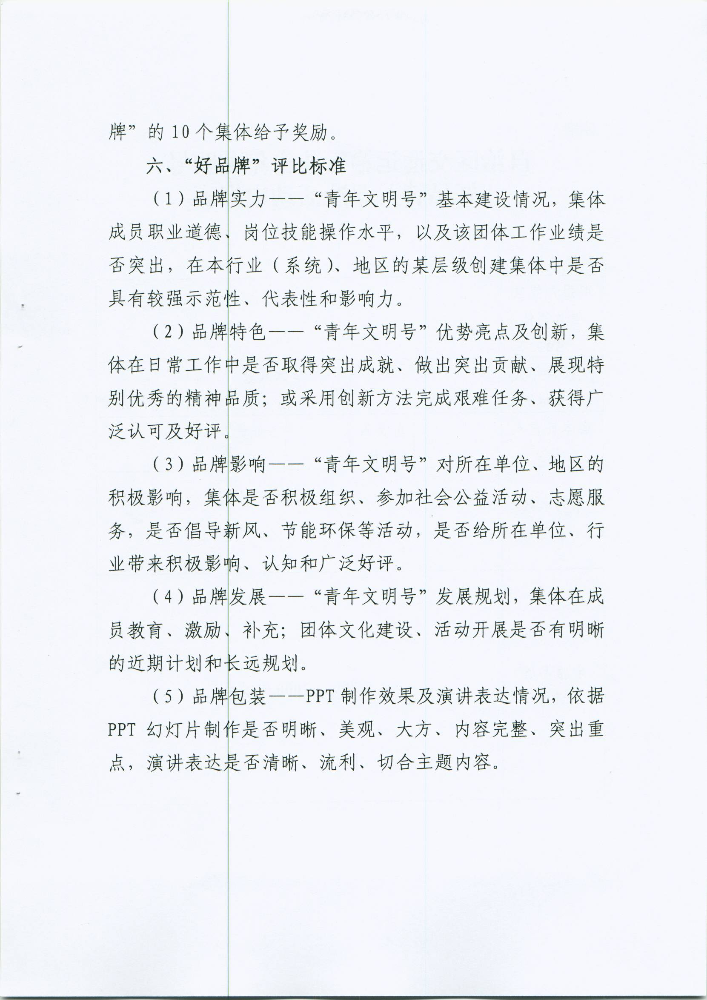 牌”的10个集体给予奖励。
六、“好品牌”评比标准
（1）品牌实力——“青年文明号”基本建设情况，集体
成员职业道德、岗位技能操作水平，以及该团体工作业绩是
否突出，在本行业（系统）、地区的某层级创建集体中是否
具有较强示范性、代表性和影响力。
（2）品牌特色——“青年文明号”优势亮点及创新，集
体在日常工作中是否取得突出成就、做出突出贡献、展现特
别优秀的精神品质；或采用创新方法完成艰难任务、获得广
泛认可及好评。
（3）品牌影响——“青年文明号”对所在单位、地区的
积极影响，集体是否积极组织、参加社会公益活动、志愿服
务，是否倡导新风、节能环保等活动，是否给所在单位、行
业带来积极影响、认知和广泛好评。
（4）品牌发展——“青年文明号”发展规划，集体在成
员教育、激励、补充；团体文化建设、活动开展是否有明晰
的近期计划和长远规划。
（5）品牌包装——PPT制作效果及演讲表达情况，依据
PPT 幻灯片制作是否明晰、美观、大方、内容完整、突出重
点，演讲表达是否清晰、流利、切合主题内容。